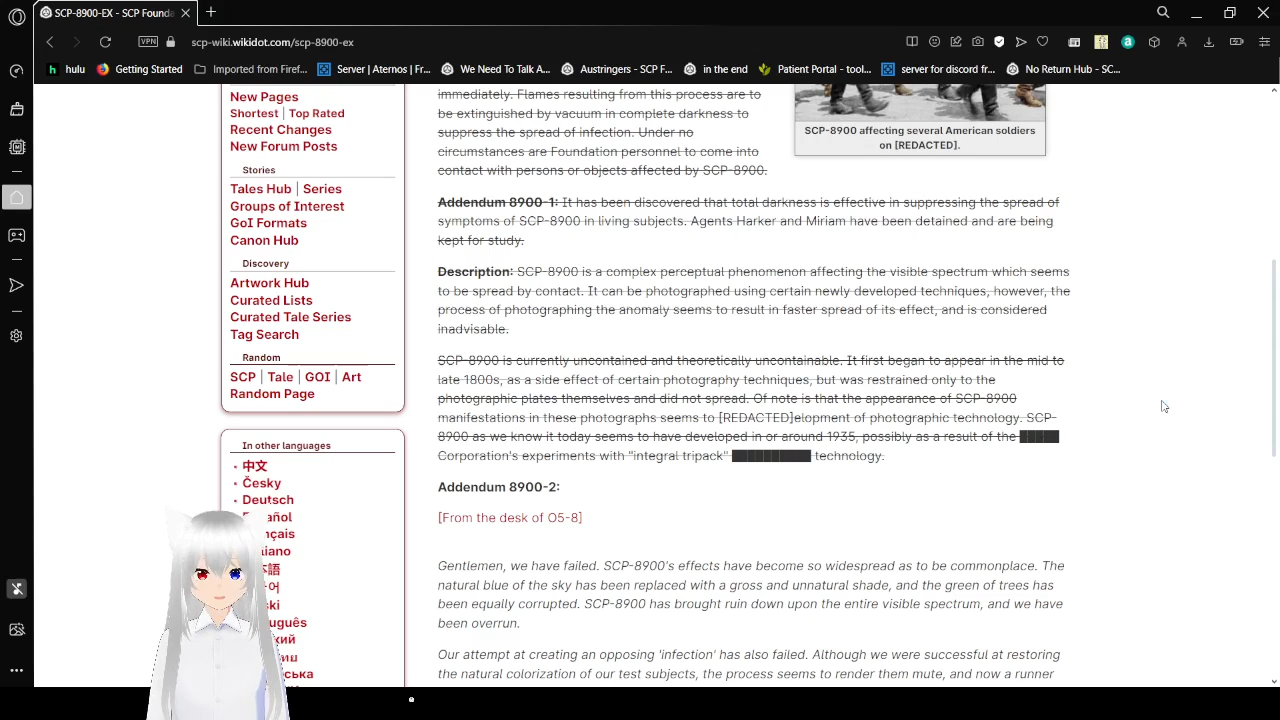 SCP-8900-EX - SCP Founda
scp-wiki.wikidot.com/scp-8900-ex
VPN
hulu
Getting Started
Imported from Firef...
Server | Aternos | Fr...
We Need To Talk A...
Austringers - SCP F...
in the end
Patient Portal - tool...
server for discord fr...
No Return Hub - SC...
New Pages
Shortest | Top Rated
Recent Changes
New Forum Posts
Stories
Tales Hub | Series
Groups of Interest
GoI Formats
Canon Hub
Discovery
Artwork Hub
Curated Lists
Curated Tale Series
Tag Search
Random
SCP | Tale | GOI | Art
Random Page
In other languages
中文
Česky
Deutsch
immediately. Flames resulting from this process are to
be extinguished by vacuum in complete darkness to
suppress the spread of infection. Under no
circumstances are Foundation personnel to come into
contact with persons or objects affected by SCP-8900.
SCP-8900 affecting several American soldiers
on [REDACTED].
Addendum 8900-1: It has been discovered that total darkness is effective in suppressing the spread of
symptoms of SCP-8900 in living subjects. Agents Harker and Miriam have been detained and are being
kept for study.
Description: SCP-8900 is a complex perceptual phenomenon affecting the visible spectrum which seems
to be spread by contact. It can be photographed using certain newly developed techniques, however, the
process of photographing the anomaly seems to result in faster spread of its effect, and is considered
inadvisable.
SCP-8900 is currently uncontained and theoretically uncontainable. It first began to appear in the mid to
late 1800s, as a side effect of certain photography techniques, but was restrained only to the
photographic plates themselves and did not spread. Of note is that the appearance of SCP-8900
manifestations in these photographs seems to [REDACTED]elopment of photographic technology. SCP-
8900 as we know it today seems to have developed in or around 1935, possibly as a result of the █████
Corporation's experiments with "integral tripack" ██████████ technology.
Addendum 8900-2:
[From the desk of O5-8]
Gentlemen, we have failed. SCP-8900's effects have become so widespread as to be commonplace. The
natural blue of the sky has been replaced with a gross and unnatural shade, and the green of trees has
been equally corrupted. SCP-8900 has brought ruin down upon the entire visible spectrum, and we have
been overrun.
Our attempt at creating an opposing 'infection' has also failed. Although we were successful at restoring
the natural colorization of our test subjects, the process seems to render them mute, and now a runner